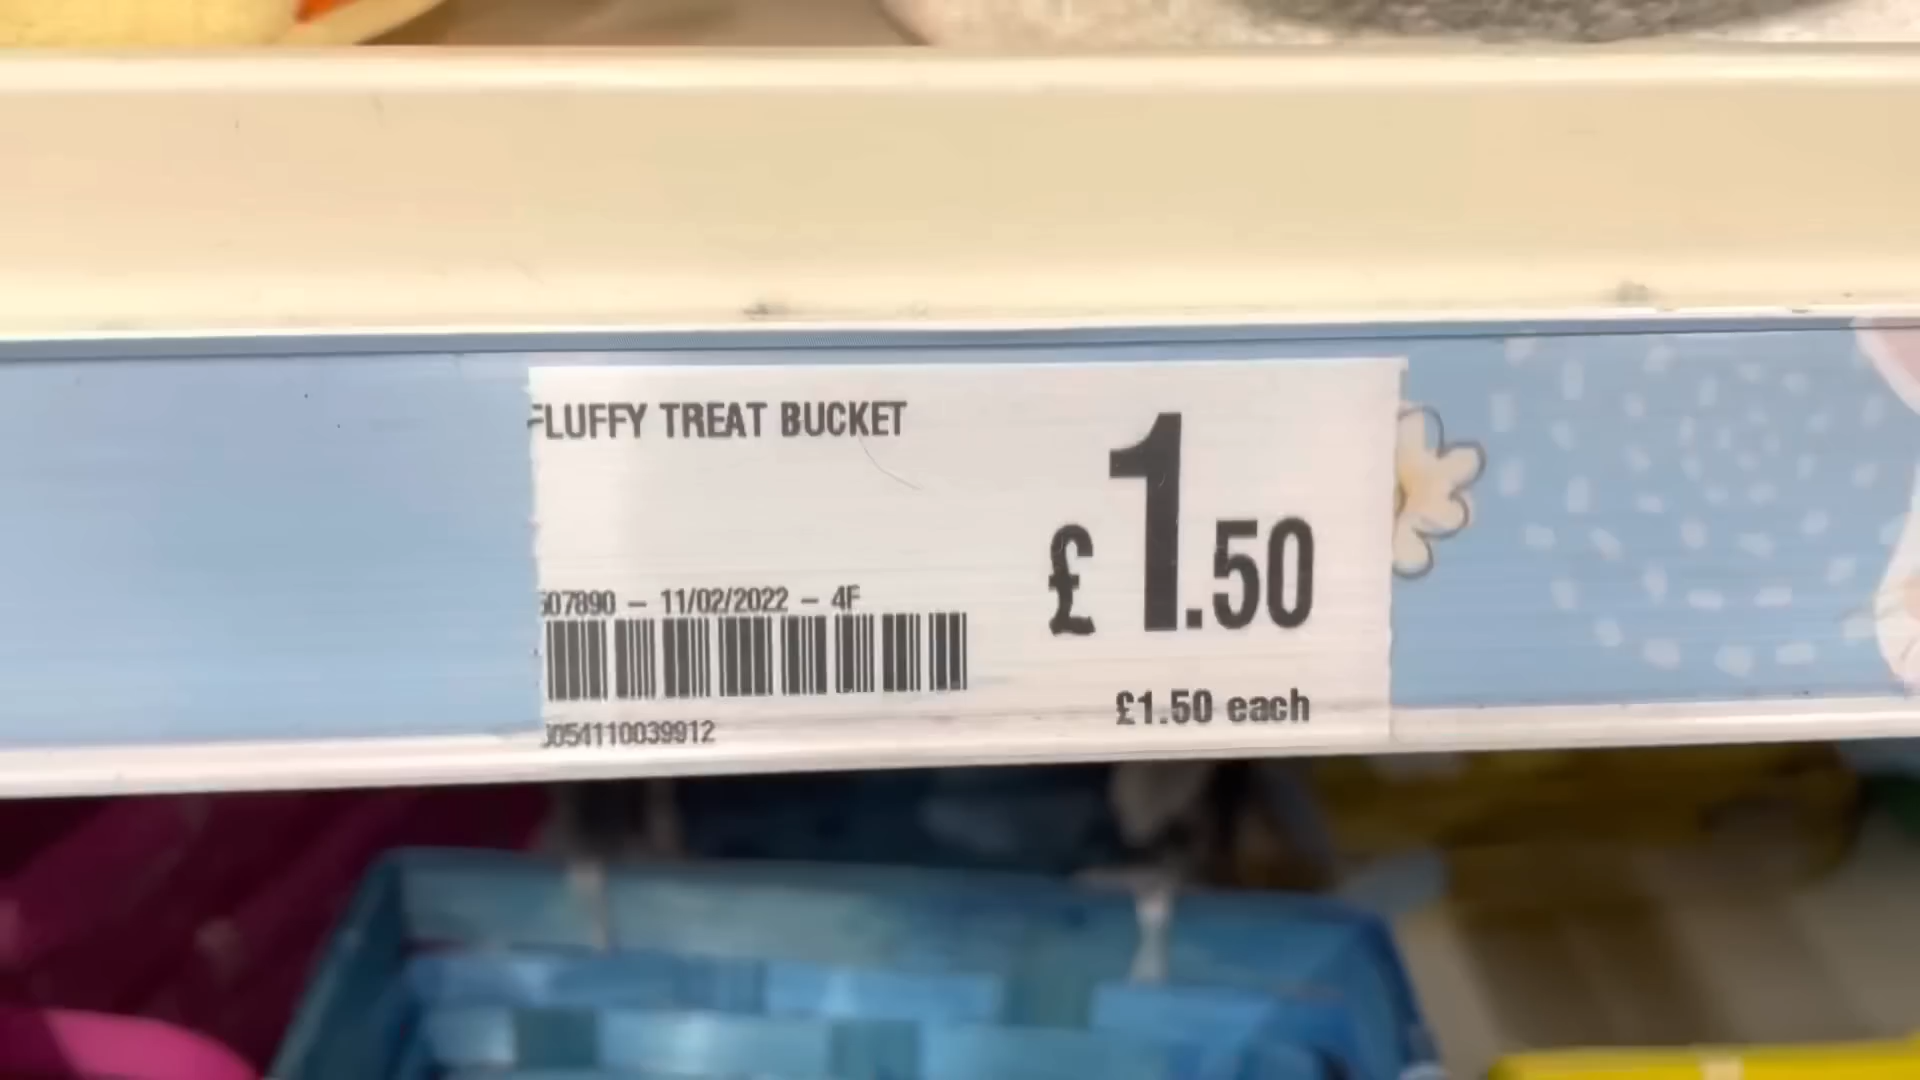 FLUFFY TREAT BUCKET
£1.50
07890 – 11/02/2022 – 4F
054110039912
£1.50 each